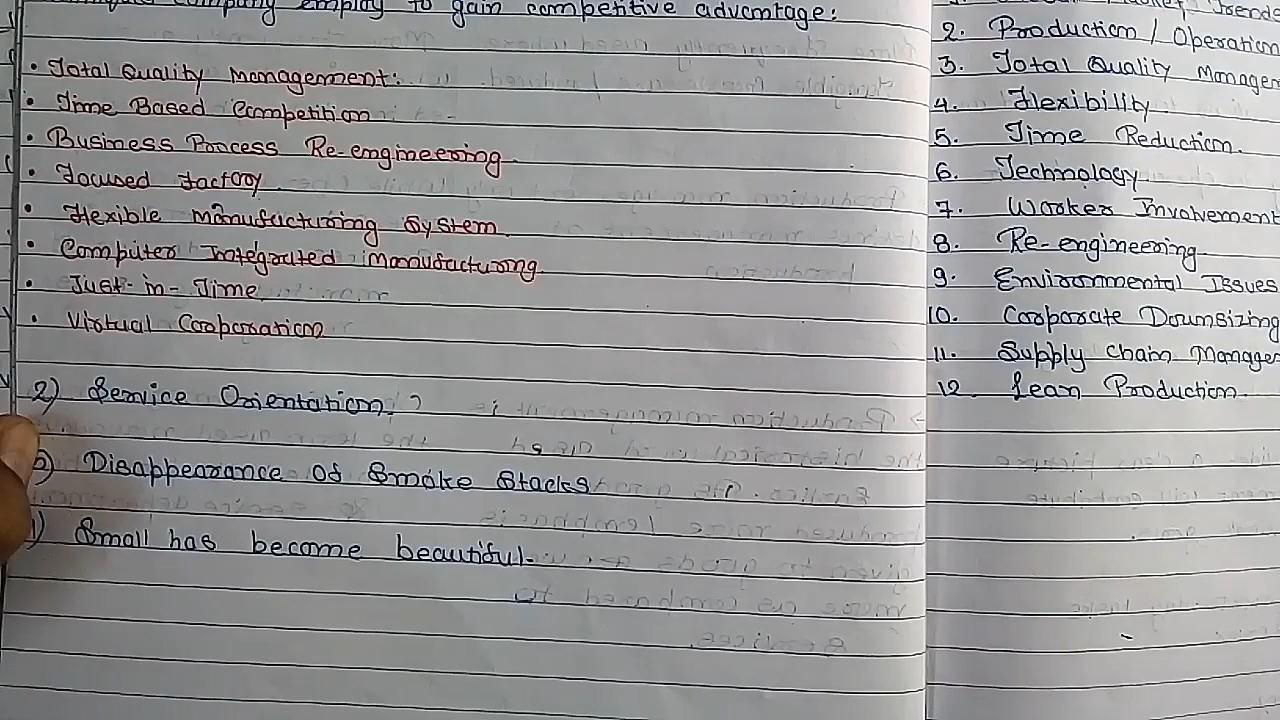 company employ to gain competitive advantage:
• Total Quality Management:
• Time Based Competition
• Business Process Re-engineering
• Focused factory
• Flexible Manufacturing System
• Computer Integrated Manufacturing
• Just-in-Time
• Virtual Corporation
2) Service Orientation
3) Disappearance Of Smoke Stacks
Small has become beautiful.
Trends
2. Production / Operation
3. Total Quality Manage
4. Flexibility
5. Time Reduction.
6. Technology
7. Worker Involvement
8. Re-engineering
9. Environmental Issues
10. Corporate Downsizing
11. Supply Chain Manage
12. Lean Production.